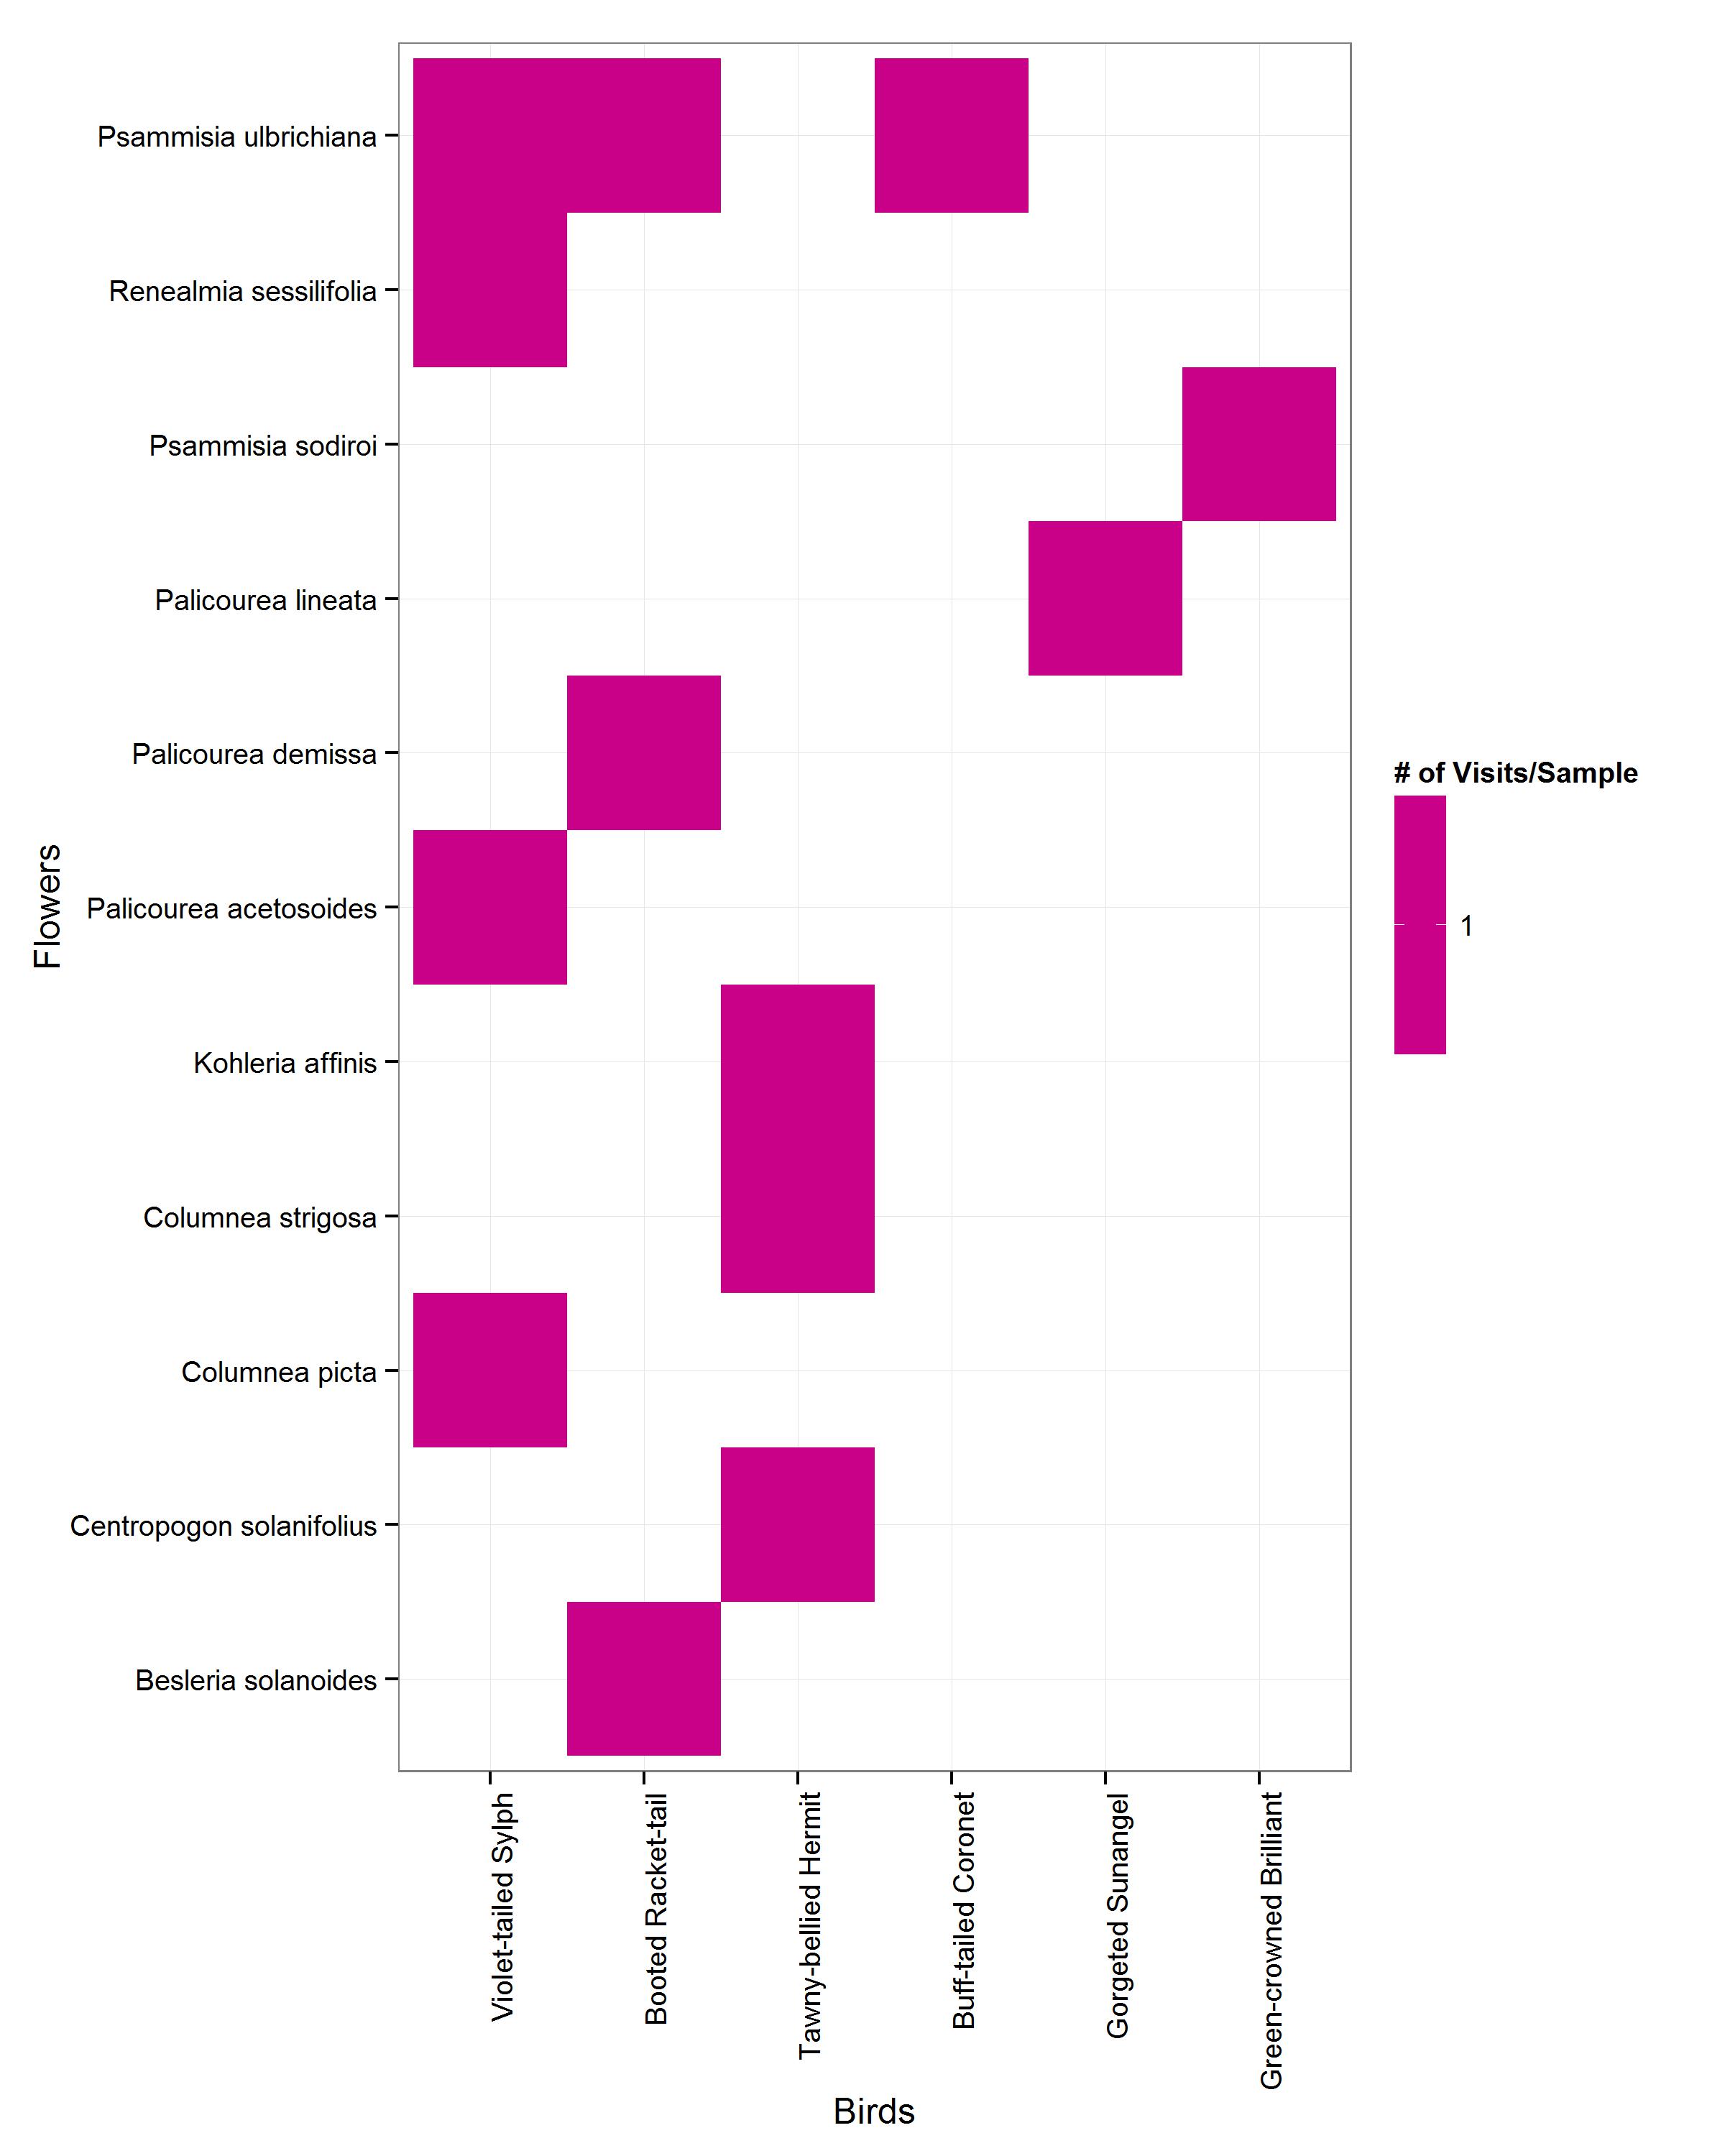 Psammisia ulbrichiana
Renealmia sessilifolia
Psammisia sodiroi
Palicourea lineata
Palicourea demissa
Palicourea acetosoides
Kohleria affinis
Columnea strigosa
Columnea picta
Centropogon solanifolius
Besleria solanoides
Flowers
# of Visits/Sample
1
Violet-tailed Sylph
Booted Racket-tail
Tawny-bellied Hermit
Buff-tailed Coronet
Gorgeted Sunangel
Green-crowned Brilliant
Birds